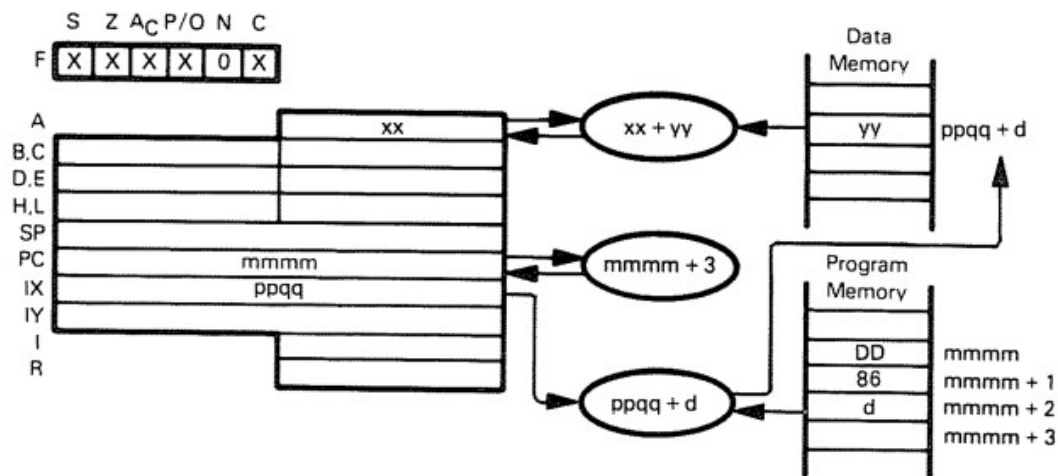 S Z AC P/O N C
F X X X X 0 X
Data
Memory
A xx xx + yy yy ppqq + d
B,C
D,E
H,L
SP
PC mmmm mmmm + 3
IX ppqq
IY
I
R
Program
Memory
DD mmmm
86 mmmm + 1
ppqq + d d mmmm + 2
mmmm + 3